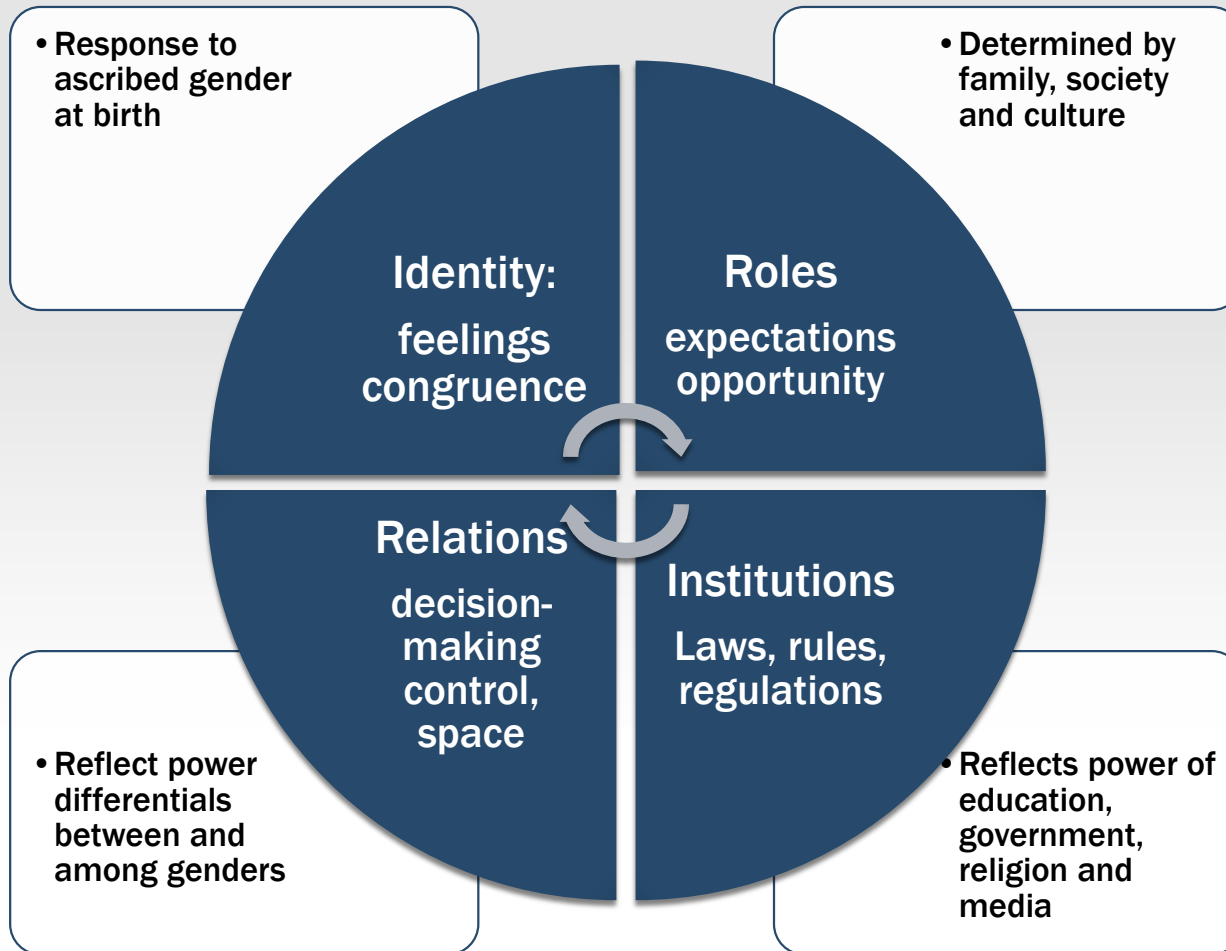 • Response to
ascribed gender
at birth
• Determined by
family, society
and culture
Identity:
feelings
congruence
Roles
expectations
opportunity
Relations
decision-
making
control,
space
Institutions
Laws, rules,
regulations
• Reflect power
differentials
between and
among genders
• Reflects power of
education,
government,
religion and
media